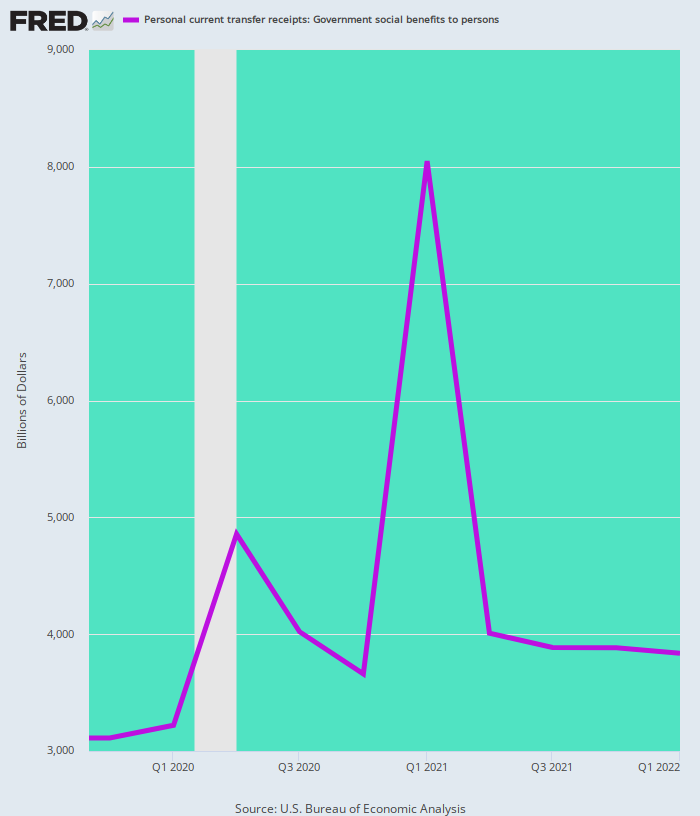 FRED
Personal current transfer receipts: Government social benefits to persons
9,000
8,000
7,000
6,000
5,000
4,000
3,000
Billions of Dollars
Q1 2020
Q3 2020
Q1 2021
Q3 2021
Q1 2022
Source: U.S. Bureau of Economic Analysis